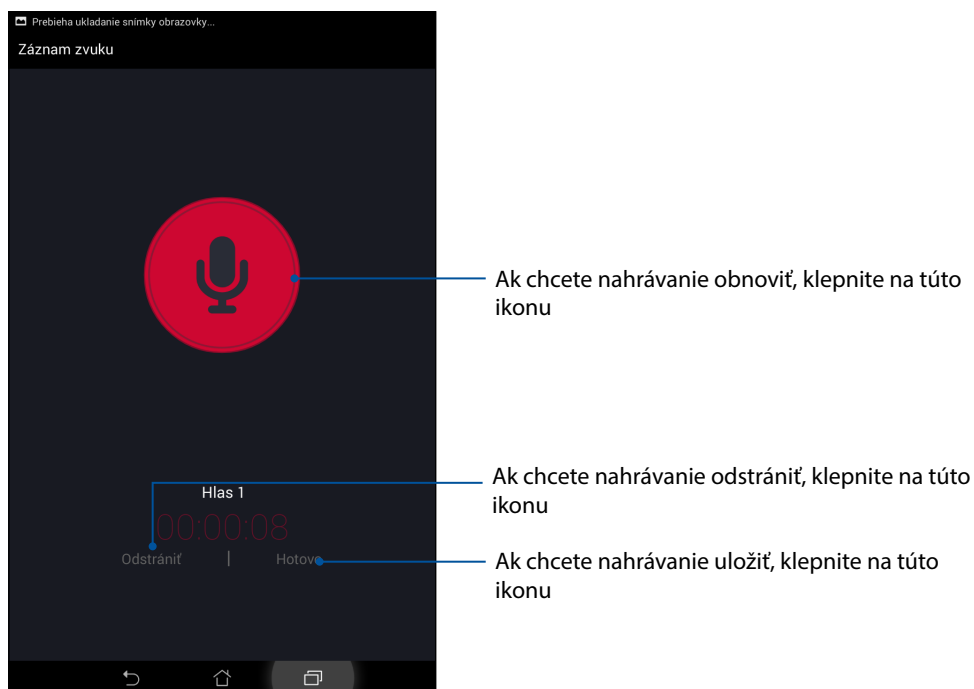 Prebieha ukladanie snímky obrazovky...
Záznam zvuku
Ak chcete nahrávanie obnoviť, klepnite na túto
ikonu
Ak chcete nahrávanie odstrániť, klepnite na túto
ikonu
Hlas 1
00:00:08
Odstrániť | Hotovo
Ak chcete nahrávanie uložiť, klepnite na túto
ikonu